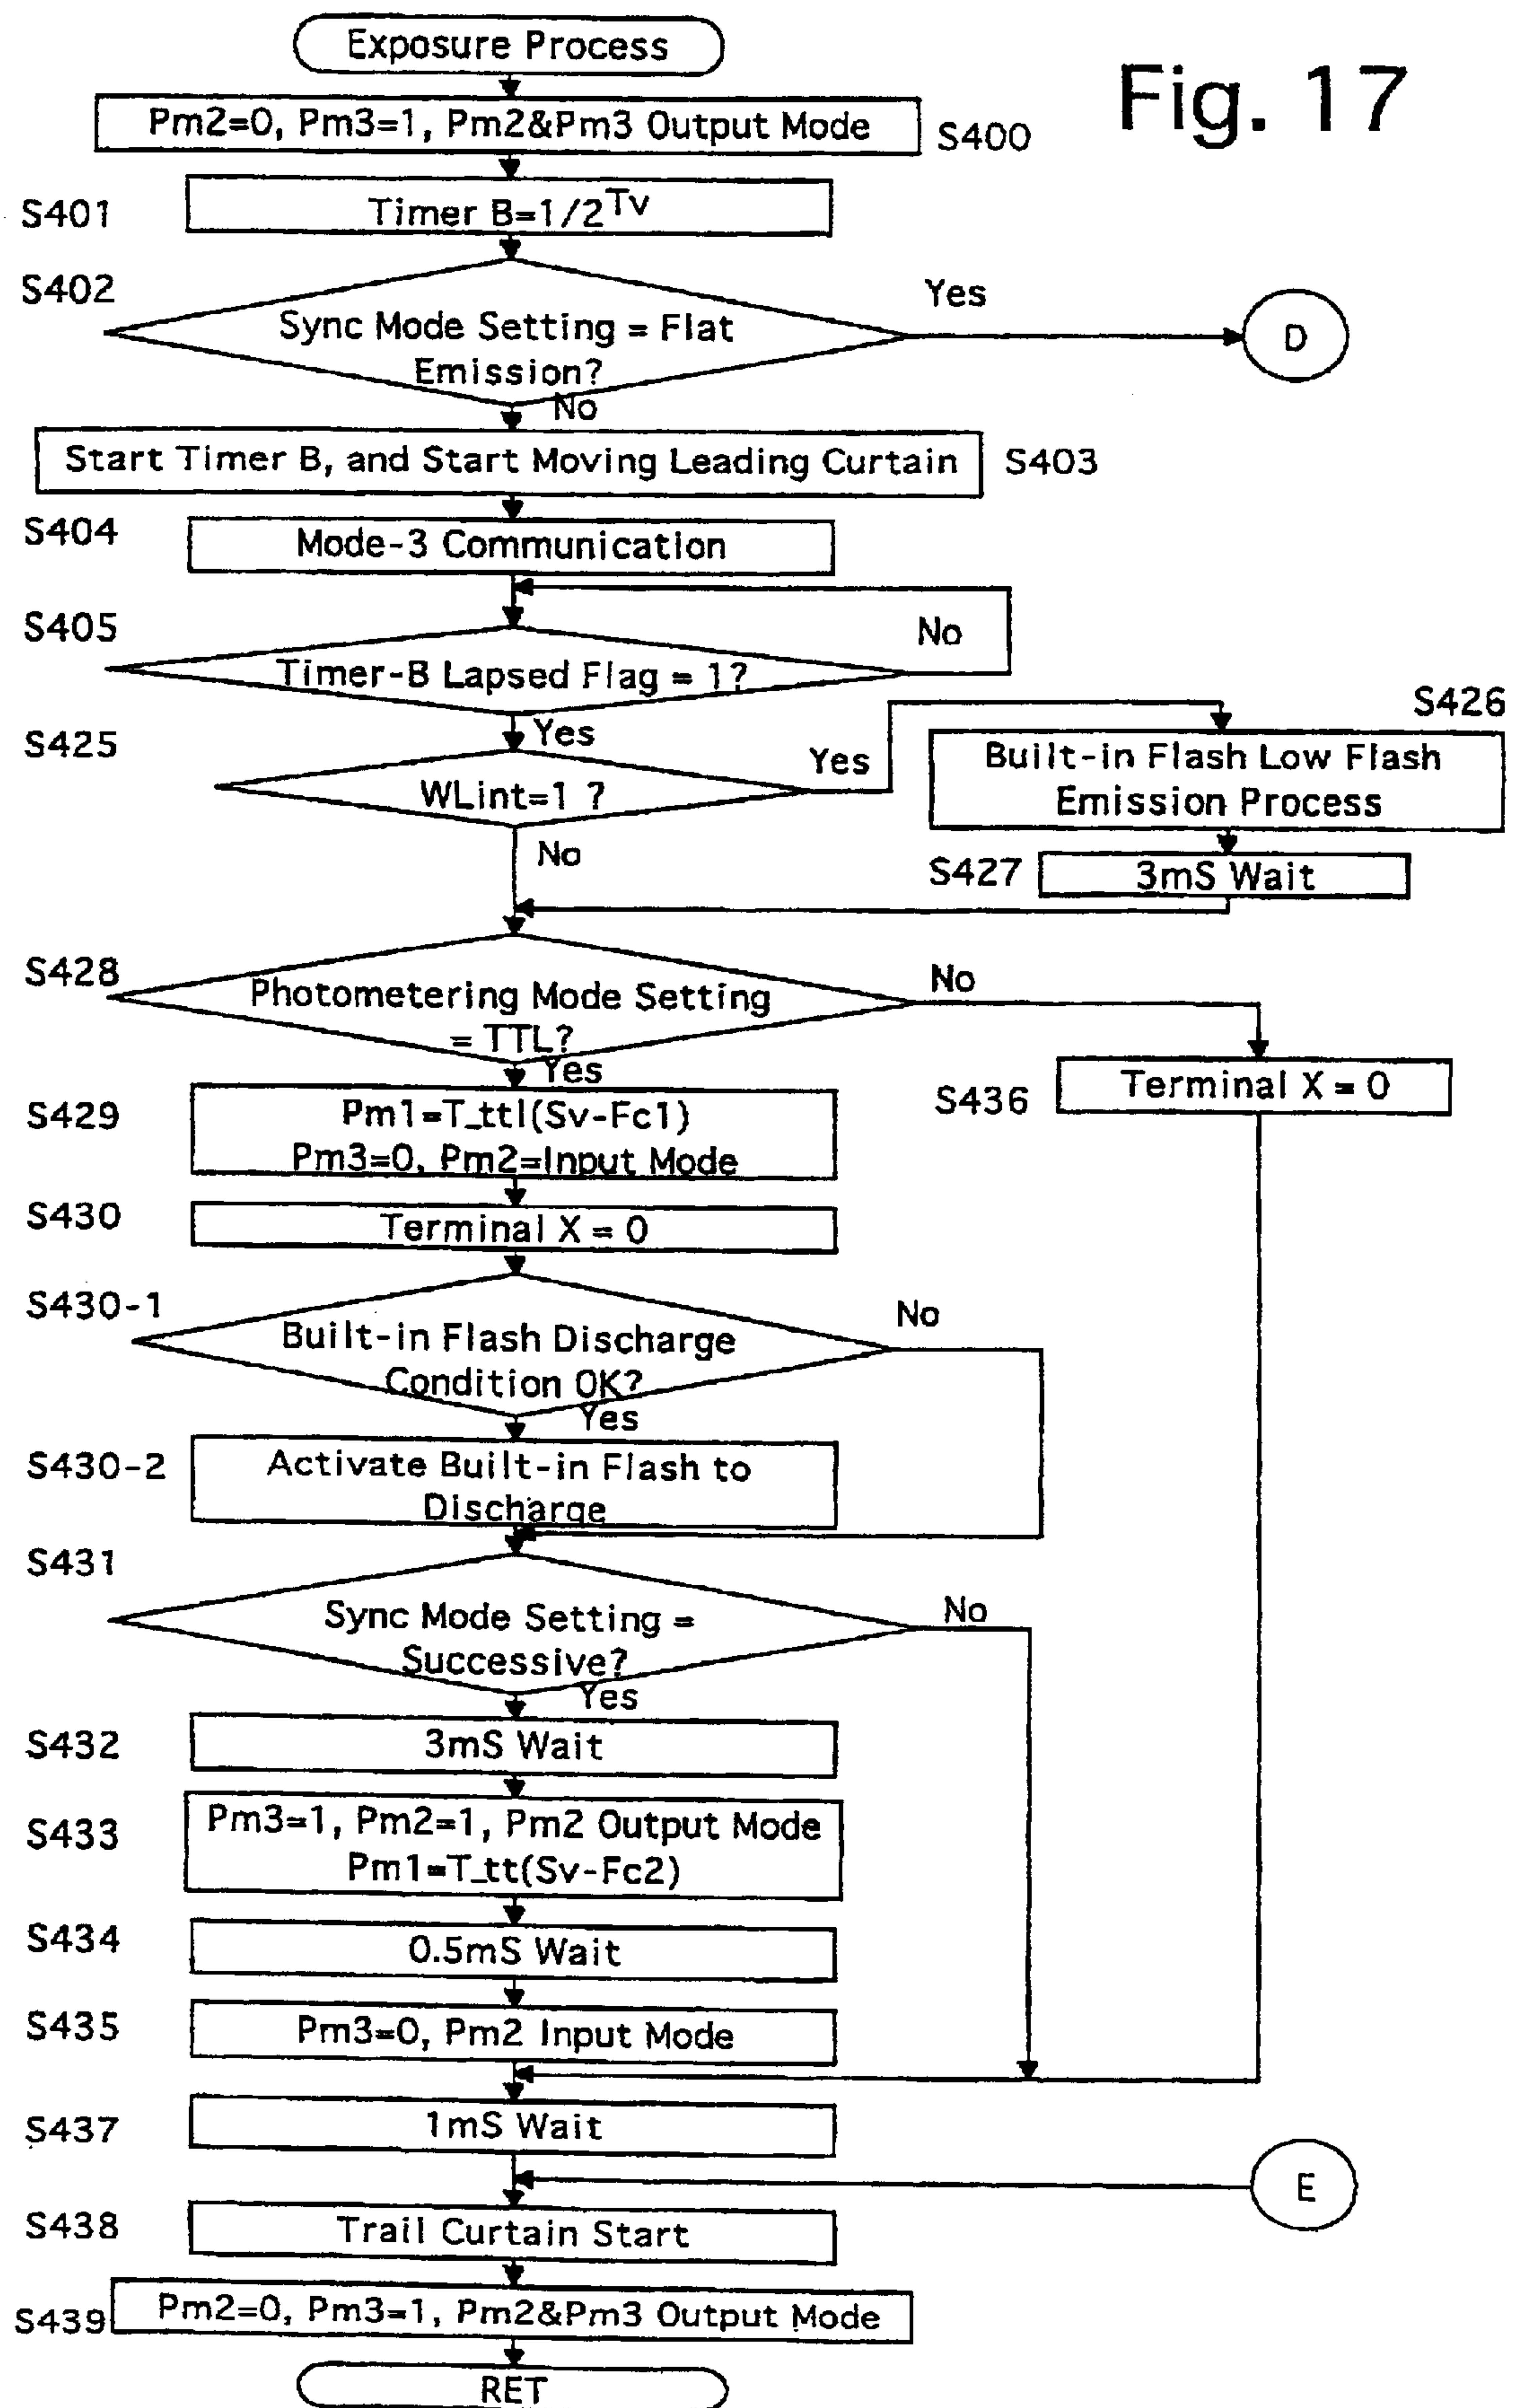 Exposure Process
Fig. 17
Pm2=0, Pm3=1, Pm2&Pm3 Output Mode
S400
S401
Timer B=1/2^Tv
S402
Yes
Sync Mode Setting = Flat
Emission?
D
No
Start Timer B, and Start Moving Leading Curtain
S403
S404
Mode-3 Communication
S405
No
Timer-B Lapsed Flag = 1?
S426
S425
Yes
Yes
Built-in Flash Low Flash
Emission Process
WLint=1 ?
No
S427
3mS Wait
S428
No
Photometering Mode Setting
= TTL?
Yes
S436
Terminal X = 0
S429
Pm1=T_ttl(Sv-Fc1)
Pm3=0, Pm2=Input Mode
S430
Terminal X = 0
S430-1
No
Built-in Flash Discharge
Condition OK?
Yes
S430-2
Activate Built-in Flash to
Discharge
S431
No
Sync Mode Setting =
Successive?
Yes
S432
3mS Wait
S433
Pm3=1, Pm2=1, Pm2 Output Mode
Pm1=T_tt(Sv-Fc2)
S434
0.5mS Wait
S435
Pm3=0, Pm2 Input Mode
S437
1mS Wait
E
S438
Trail Curtain Start
S439
Pm2=0, Pm3=1, Pm2&Pm3 Output Mode
RET